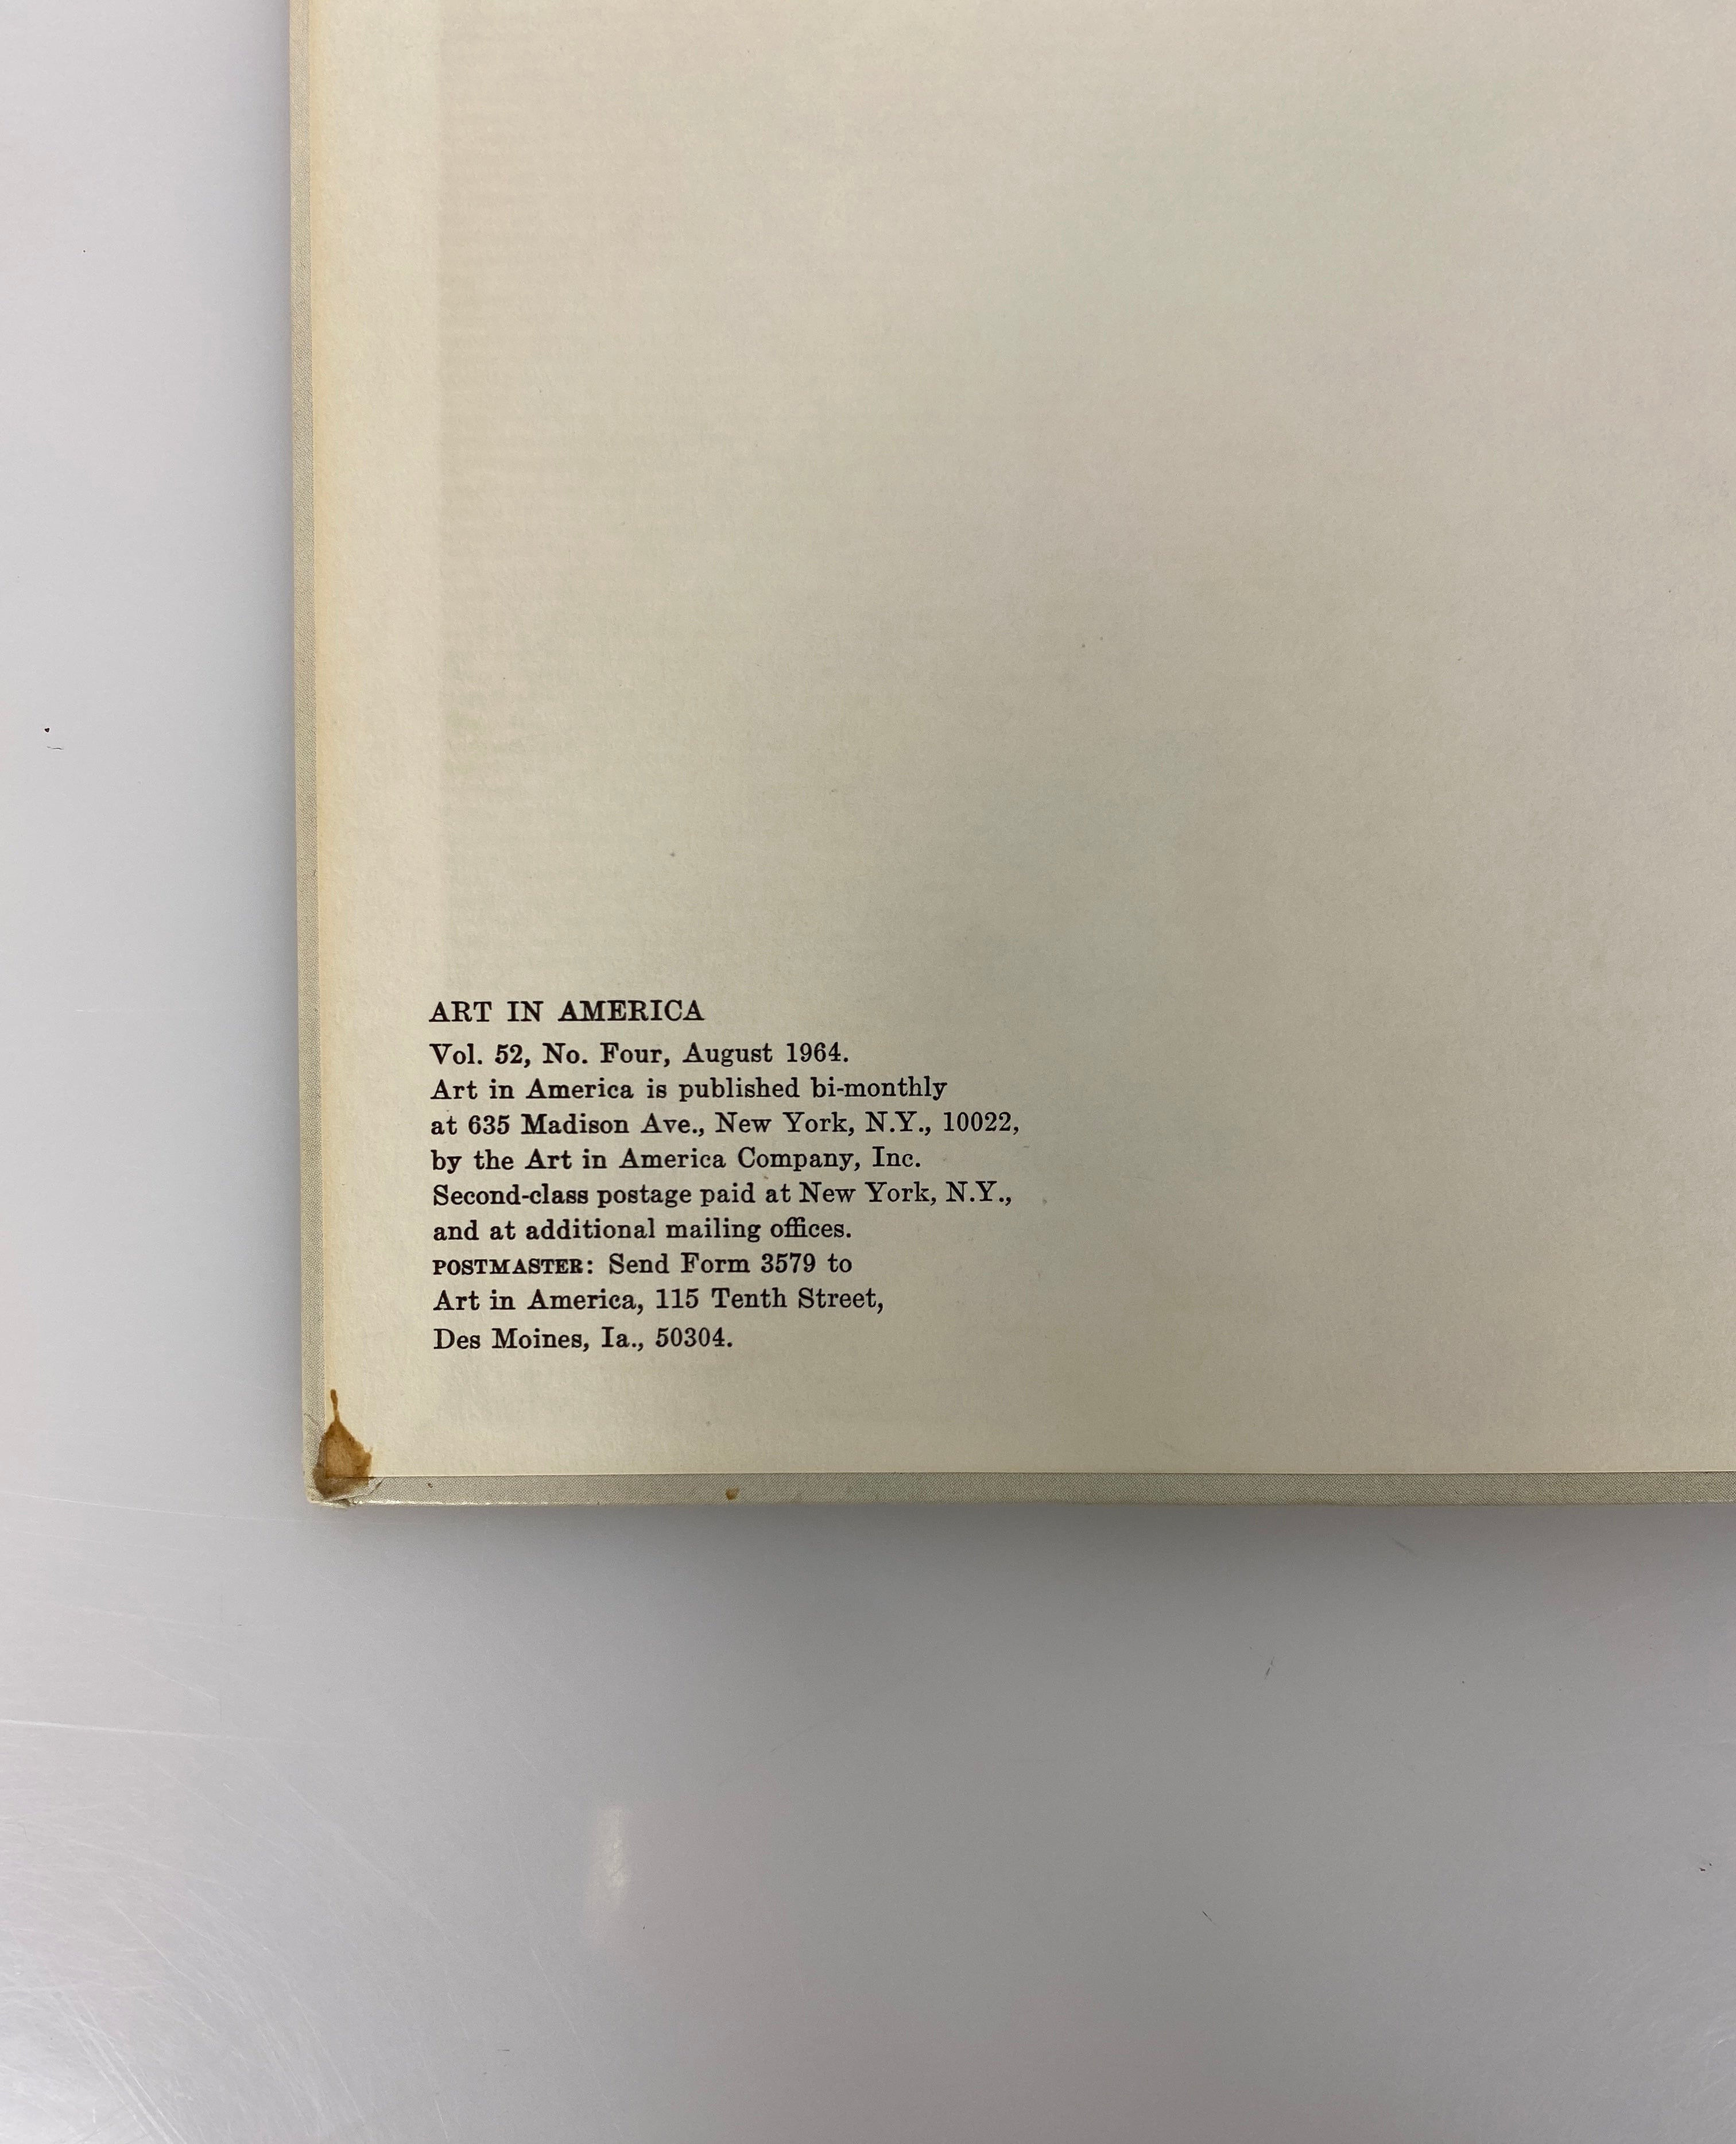 ART IN AMERICA
Vol. 52, No. Four, August 1964.
Art in America is published bi-monthly
at 635 Madison Ave., New York, N.Y., 10022,
by the Art in America Company, Inc.
Second-class postage paid at New York, N.Y.,
and at additional mailing offices.
POSTMASTER: Send Form 3579 to
Art in America, 115 Tenth Street,
Des Moines, Ia., 50304.